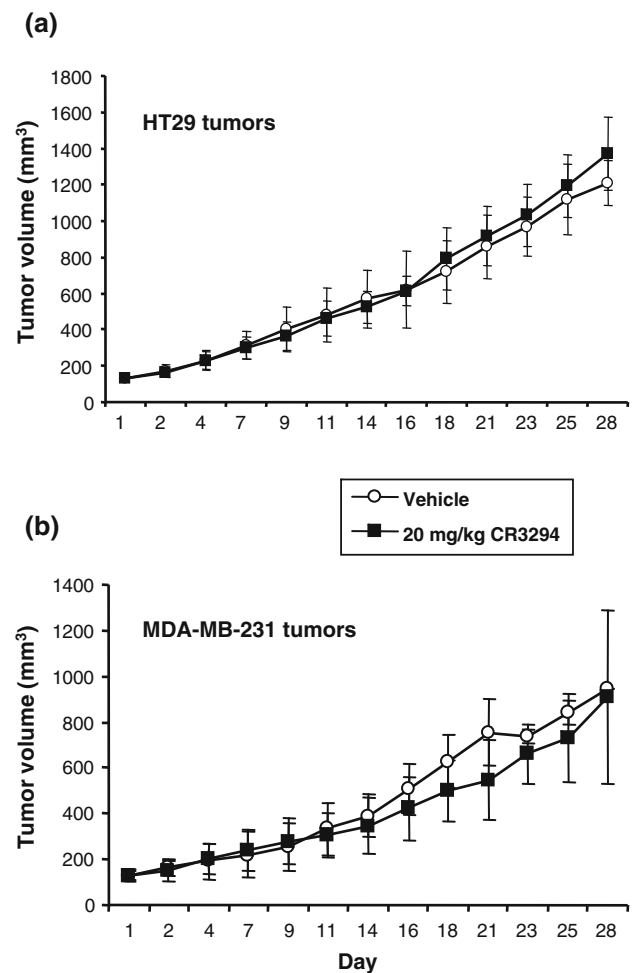 (a)
1800
1600
1400
1200
1000
800
600
400
200
0
Tumor volume (mm³)
HT29 tumors
1 2 4 7 9 11 14 16 18 21 23 25 28
Vehicle
20 mg/kg CR3294
(b)
1400
1200
1000
800
600
400
200
0
Tumor volume (mm³)
MDA-MB-231 tumors
1 2 4 7 9 11 14 16 18 21 23 25 28
Day